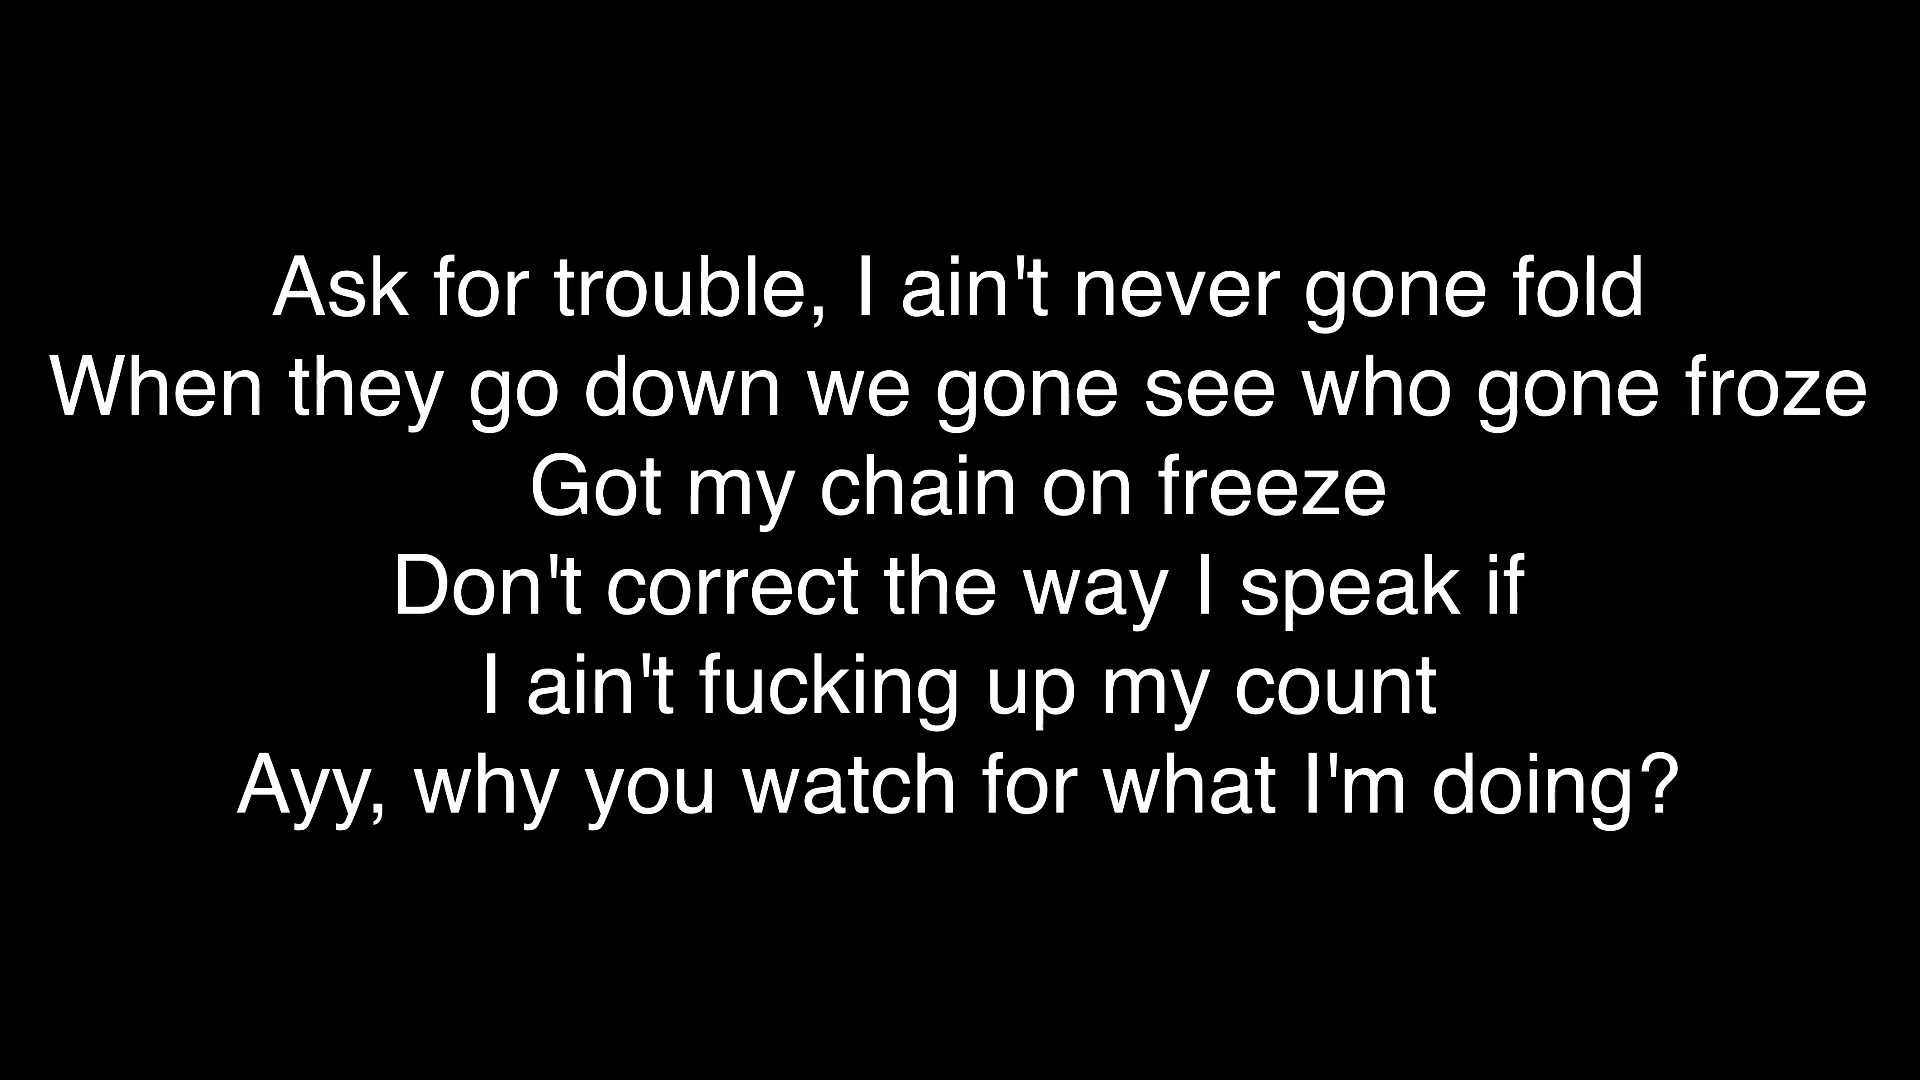 Ask for trouble, I ain't never gone fold
When they go down we gone see who gone froze
Got my chain on freeze
Don't correct the way I speak if
I ain't fucking up my count
Ayy, why you watch for what I'm doing?